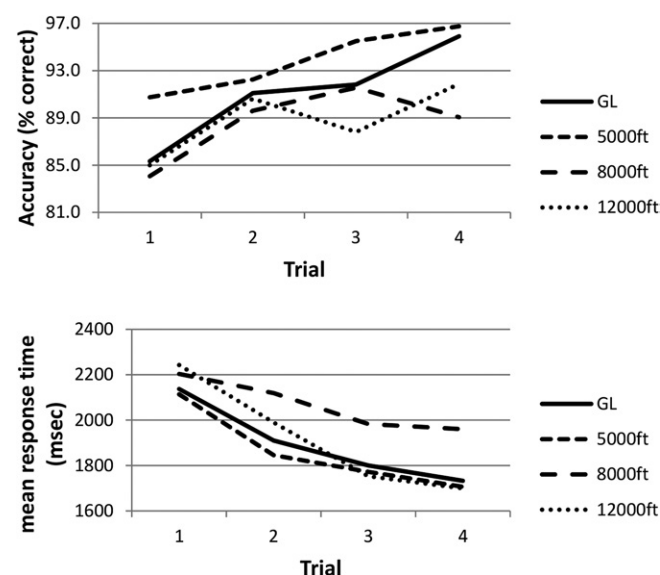 97.0
93.0
89.0
85.0
81.0
Accuracy (% correct)
1 2 3 4
Trial
GL
5000ft
8000ft
12000ft
2400
2200
2000
1800
1600
mean response time
(msec)
1 2 3 4
Trial
GL
5000ft
8000ft
12000ft